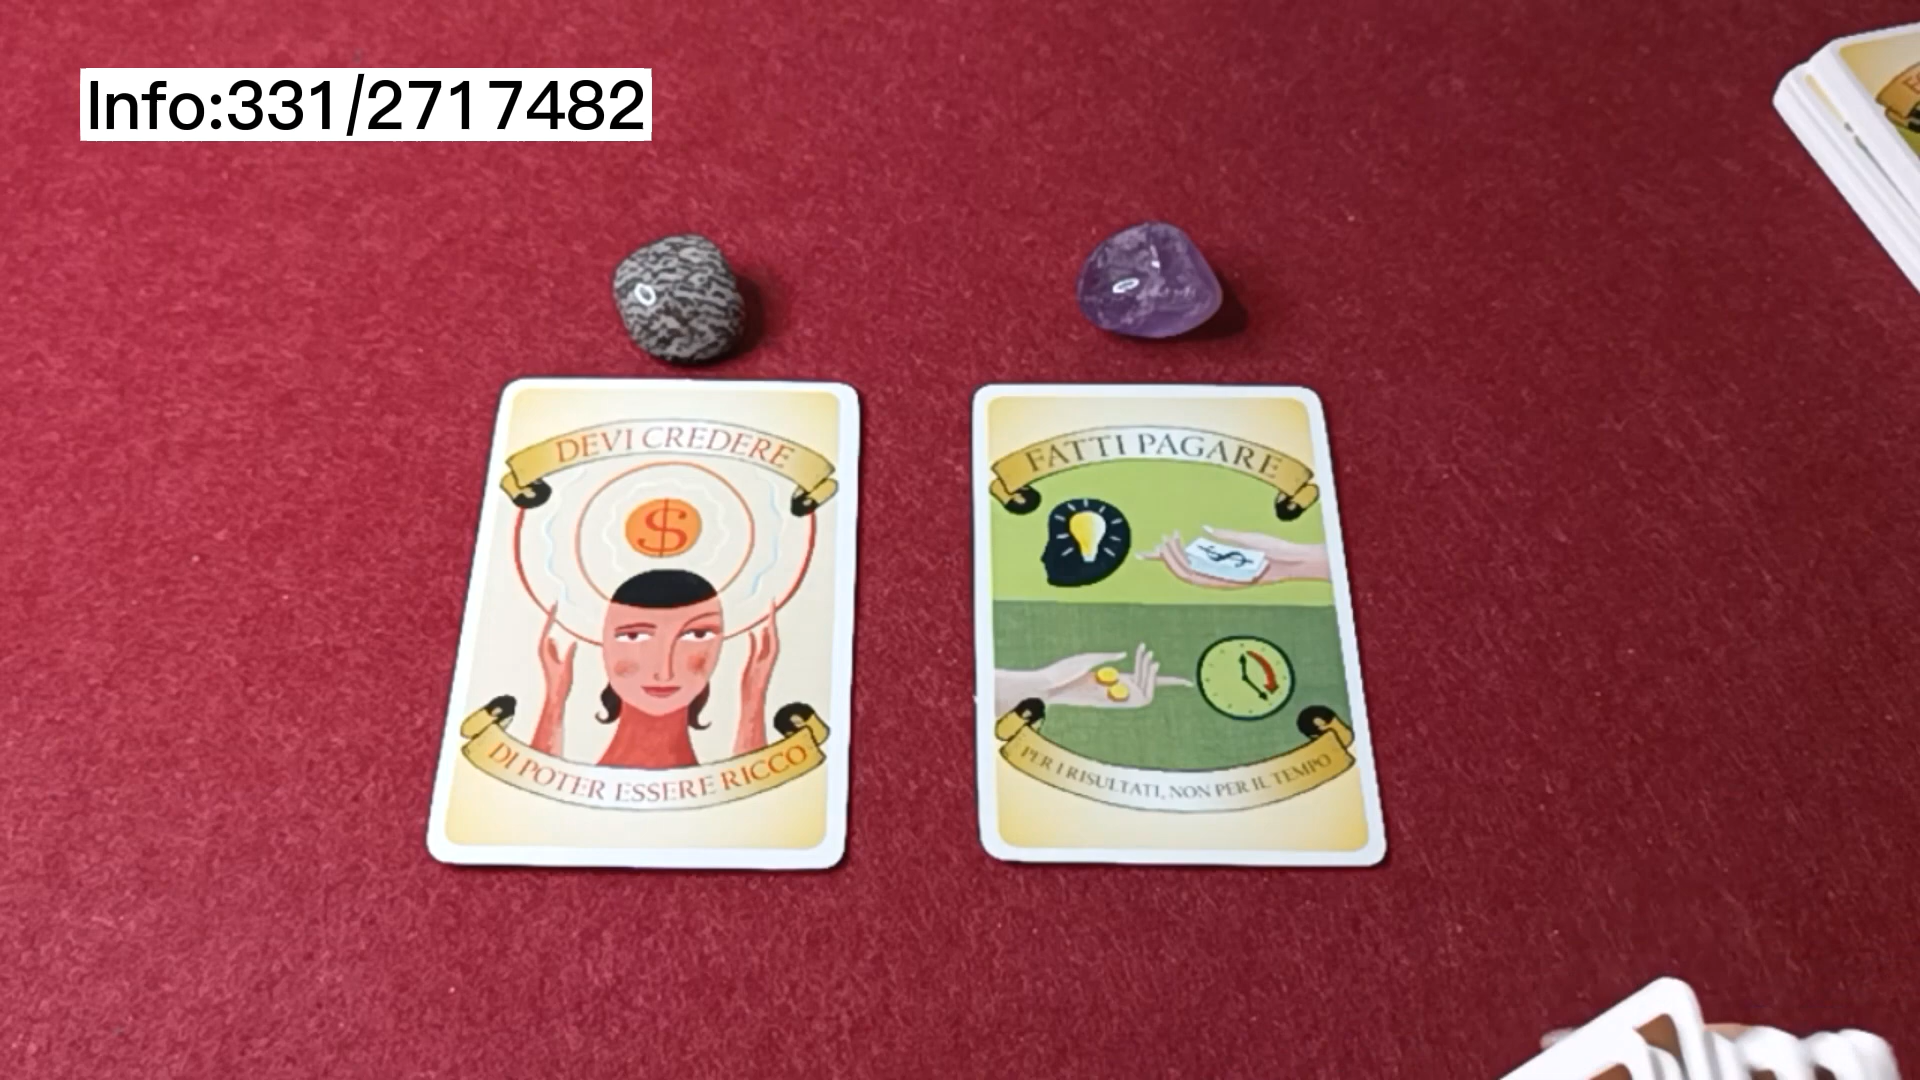 Info:331/2717482
DEVI CREDERE
DI POTER ESSERE RICCO
FATTI PAGARE
PER I RISULTATI, NON PER IL TEMPO